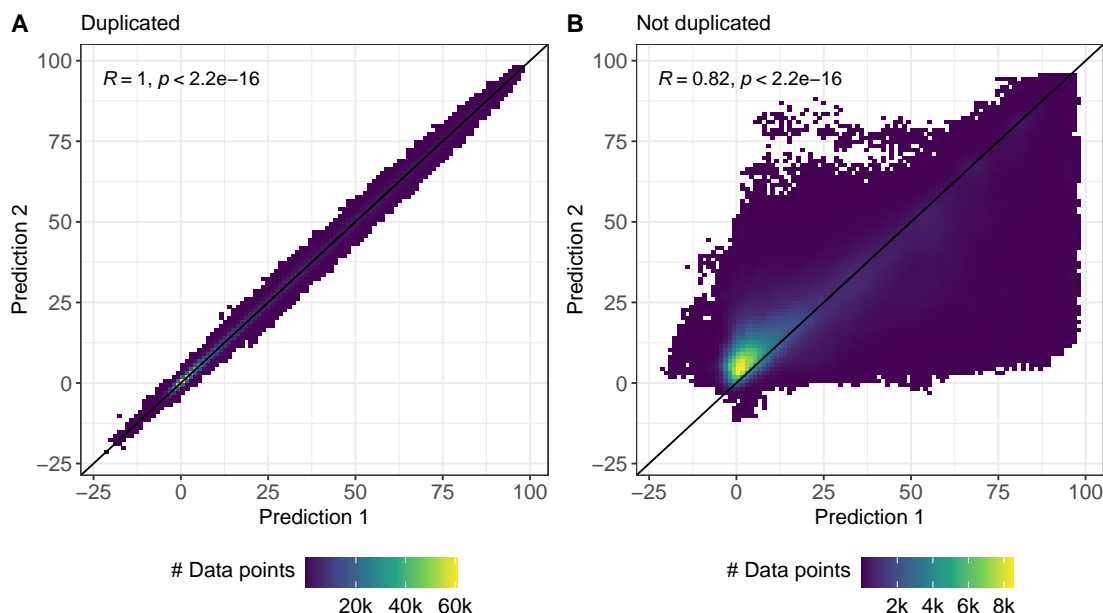 A Duplicated
R = 1, p < 2.2e−16
100
75
50
25
0
−25
Prediction 2
−25 0 25 50 75 100
Prediction 1
# Data points
20k 40k 60k
B Not duplicated
R = 0.82, p < 2.2e−16
100
75
50
25
0
−25
Prediction 2
−25 0 25 50 75 100
Prediction 1
# Data points
2k 4k 6k 8k